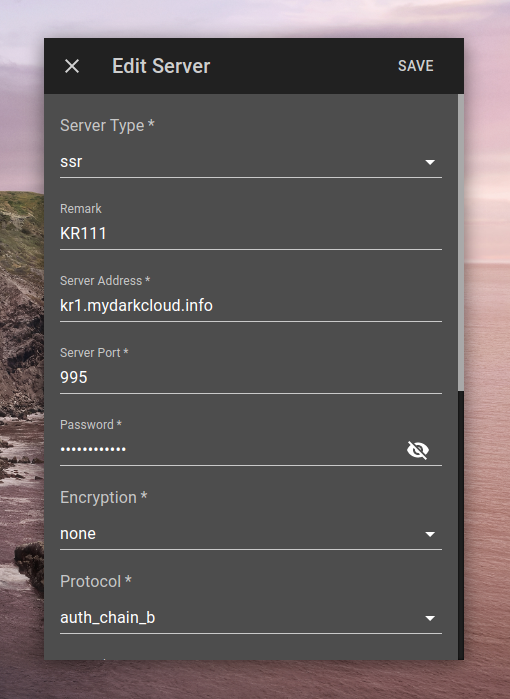 Edit Server
SAVE
Server Type *
ssr
Remark
KR111
Server Address *
kr1.mydarkcloud.info
Server Port *
995
Password *
••••••••••••
Encryption *
none
Protocol *
auth_chain_b